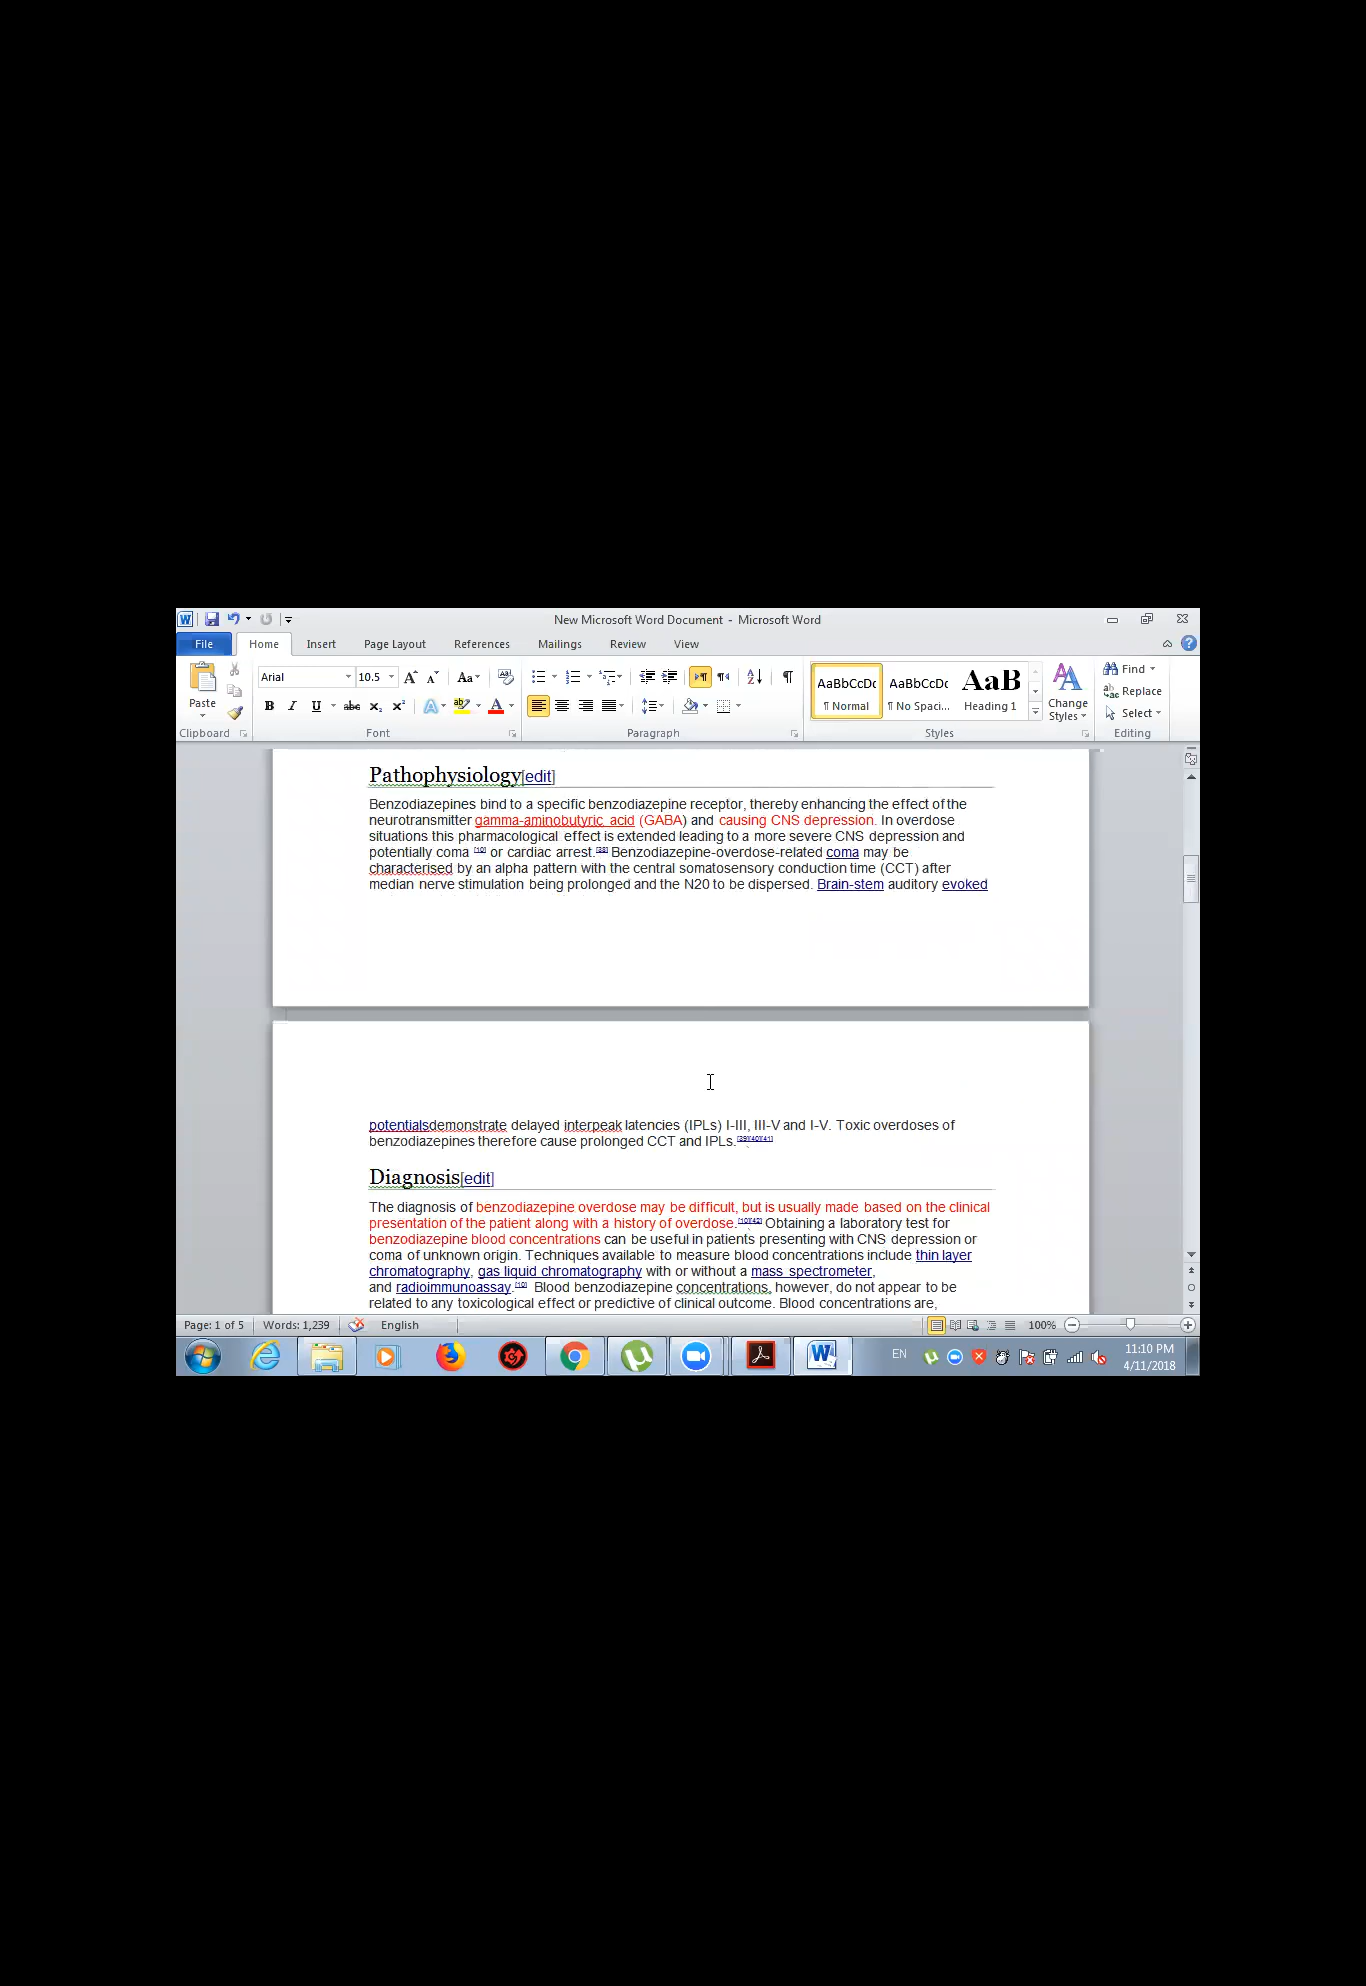 New Microsoft Word Document - Microsoft Word
File Home Insert Page Layout References Mailings Review View
Arial 10.5
AaBbCcDc AaBbCcDc AaB
Paste
¶ Normal ¶ No Spaci... Heading 1
Change Styles
Find
Replace
Select
Clipboard Font Paragraph Styles Editing
Pathophysiology[edit]
Benzodiazepines bind to a specific benzodiazepine receptor, thereby enhancing the effect of the
neurotransmitter gamma-aminobutyric acid (GABA) and causing CNS depression. In overdose
situations this pharmacological effect is extended leading to a more severe CNS depression and
potentially coma [10] or cardiac arrest.[38] Benzodiazepine-overdose-related coma may be
characterised by an alpha pattern with the central somatosensory conduction time (CCT) after
median nerve stimulation being prolonged and the N20 to be dispersed. Brain-stem auditory evoked
potentialsdemonstrate delayed interpeak latencies (IPLs) I-III, III-V and I-V. Toxic overdoses of
benzodiazepines therefore cause prolonged CCT and IPLs.[39][40][41]
Diagnosis[edit]
The diagnosis of benzodiazepine overdose may be difficult, but is usually made based on the clinical
presentation of the patient along with a history of overdose.[10][42] Obtaining a laboratory test for
benzodiazepine blood concentrations can be useful in patients presenting with CNS depression or
coma of unknown origin. Techniques available to measure blood concentrations include thin layer
chromatography, gas liquid chromatography with or without a mass spectrometer,
and radioimmunoassay.[10] Blood benzodiazepine concentrations, however, do not appear to be
related to any toxicological effect or predictive of clinical outcome. Blood concentrations are,
Page: 1 of 5 Words: 1,239 English 100%
EN 11:10 PM
4/11/2018